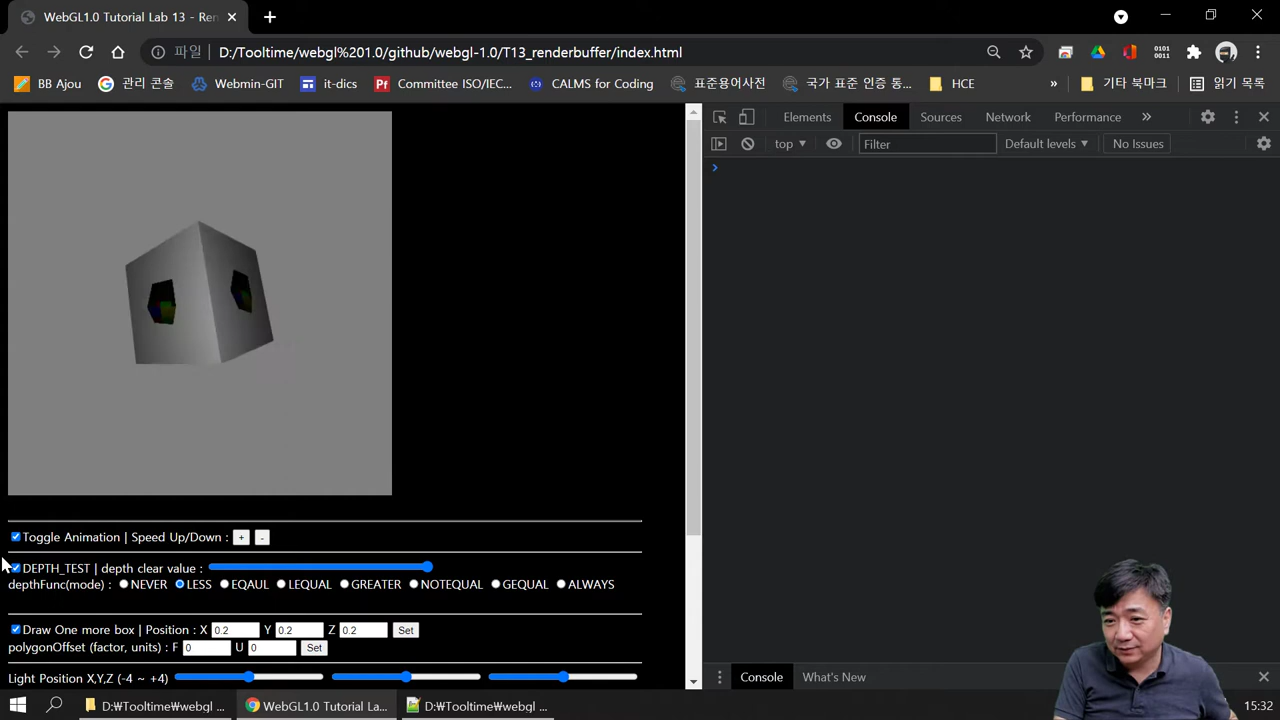 WebGL1.0 Tutorial Lab 13 - Ren
파일 D:/Tooltime/webgl%201.0/github/webgl-1.0/T13_renderbuffer/index.html
0101
0011
BB Ajou 관리 콘솔 Webmin-GIT it-dics Committee ISO/IEC... CALMS for Coding 표준용어사전 국가 표준 인증 통... HCE » 기타 북마크 읽기 목록
Elements Console Sources Network Performance »
top Filter Default levels No Issues
Toggle Animation | Speed Up/Down : + -
DEPTH_TEST | depth clear value :
depthFunc(mode) : NEVER LESS EQAUL LEQUAL GREATER NOTEQUAL GEQUAL ALWAYS
Draw One more box | Position : X 0.2 Y 0.2 Z 0.2 Set
polygonOffset (factor, units) : F 0 U 0 Set
Light Position X,Y,Z (-4 ~ +4)
Console What's New
D:₩Tooltime₩webgl ... WebGL1.0 Tutorial La... D:₩Tooltime₩webgl ... 15:32